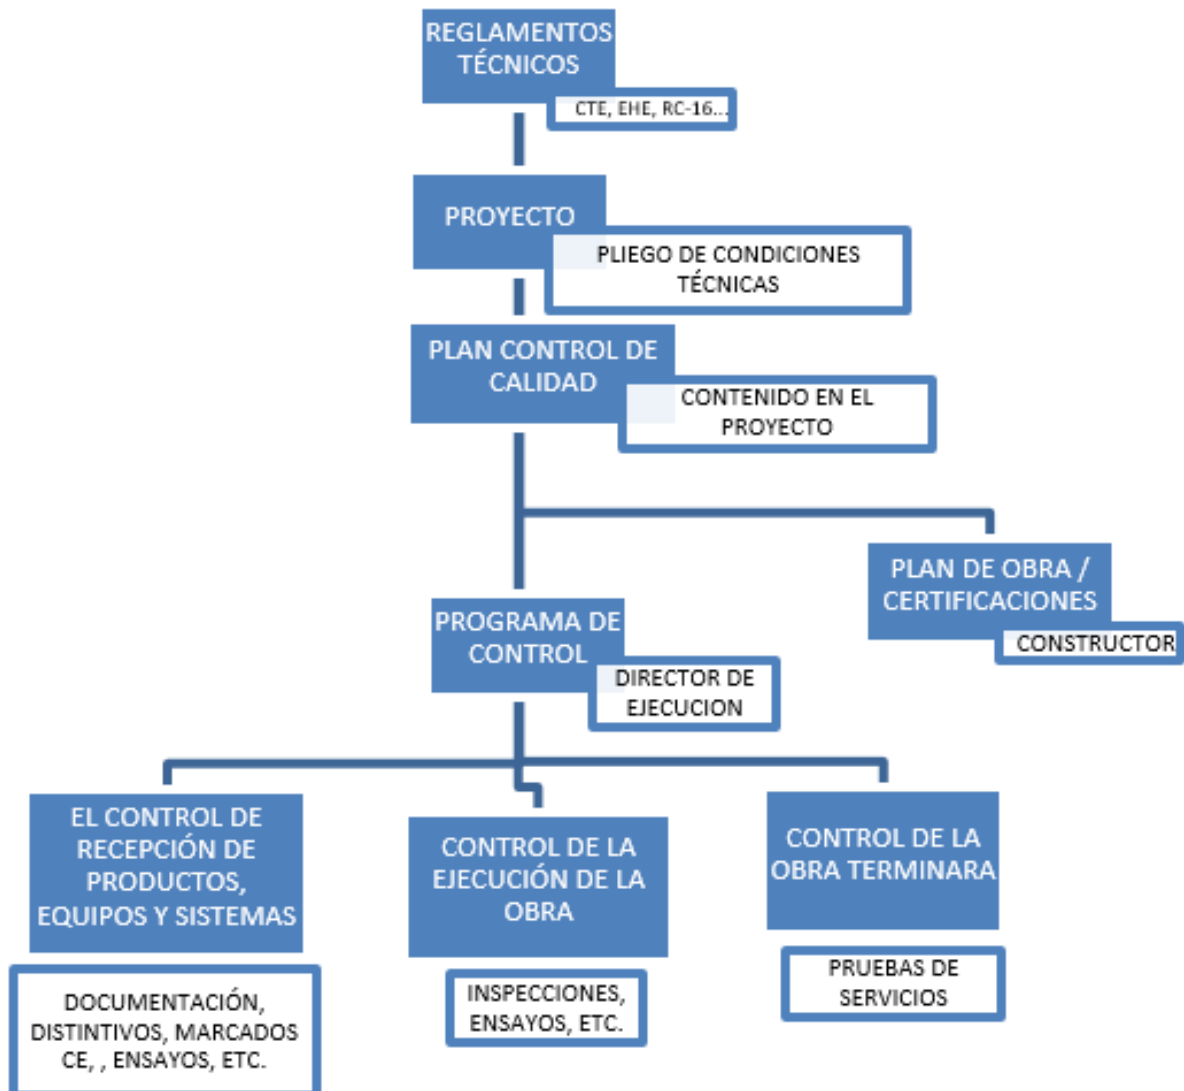 REGLAMENTOS
TÉCNICOS
CTE, EHE, RC-16...
PROYECTO
PLIEGO DE CONDICIONES
TÉCNICAS
PLAN CONTROL DE
CALIDAD
CONTENIDO EN EL
PROYECTO
PLAN DE OBRA /
CERTIFICACIONES
CONSTRUCTOR
PROGRAMA DE
CONTROL
DIRECTOR DE
EJECUCION
EL CONTROL DE
RECEPCIÓN DE
PRODUCTOS,
EQUIPOS Y SISTEMAS
DOCUMENTACIÓN,
DISTINTIVOS, MARCADOS
CE, , ENSAYOS, ETC.
CONTROL DE LA
EJECUCIÓN DE LA
OBRA
INSPECCIONES,
ENSAYOS, ETC.
CONTROL DE LA
OBRA TERMINARA
PRUEBAS DE
SERVICIOS